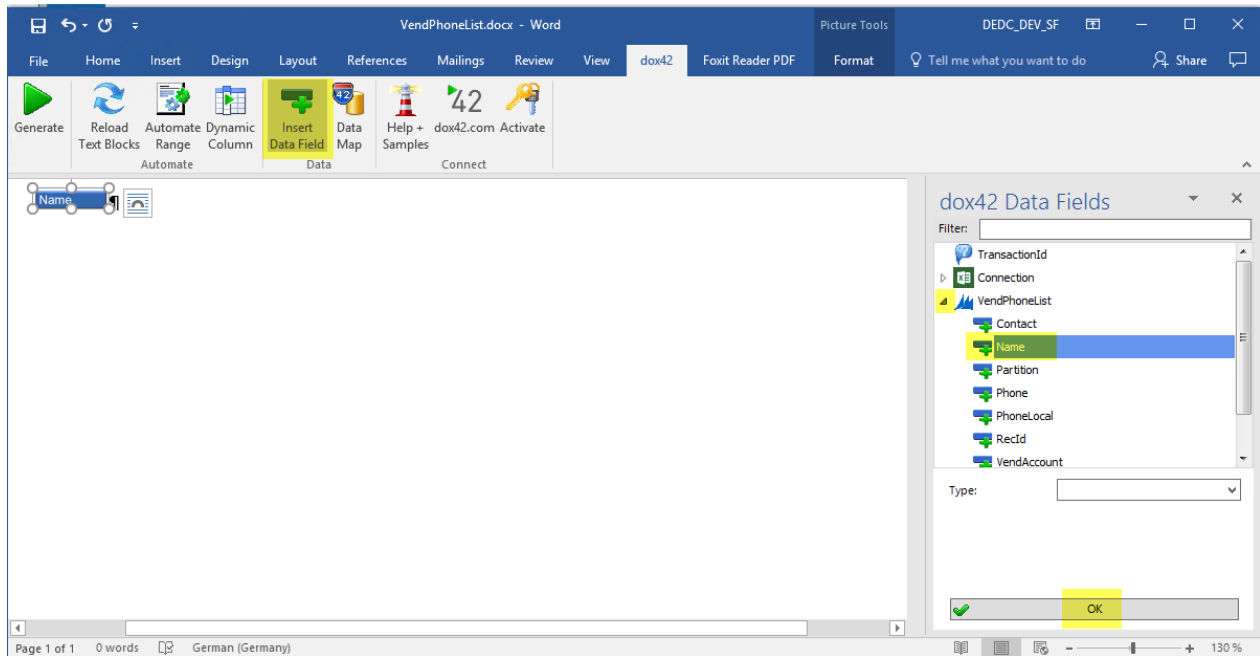 VendPhoneList.docx - Word
Picture Tools
DEDC_DEV_SF
File Home Insert Design Layout References Mailings Review View dox42 Foxit Reader PDF Format Tell me what you want to do Share
42
42
Generate Reload Automate Dynamic Insert Data Help + dox42.com Activate
Text Blocks Range Column Data Field Map Samples
Automate Data Connect
Name
dox42 Data Fields
Filter:
TransactionId
Connection
VendPhoneList
Contact
Name
Partition
Phone
PhoneLocal
RecId
VendAccount
Type:
OK
Page 1 of 1 0 words German (Germany) 130 %